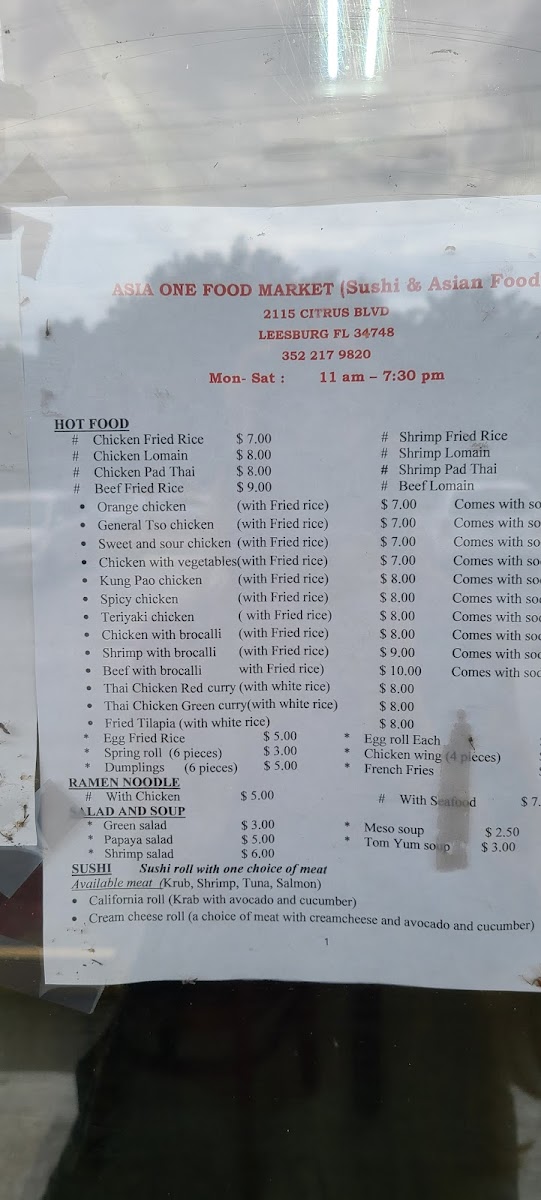 ASIA ONE FOOD MARKET (Sushi & Asian Food
2115 CITRUS BLVD
LEESBURG FL 34748
352 217 9820
Mon- Sat : 11 am – 7:30 pm
HOT FOOD
# Chicken Fried Rice $ 7.00 # Shrimp Fried Rice
# Chicken Lomain $ 8.00 # Shrimp Lomain
# Chicken Pad Thai $ 8.00 # Shrimp Pad Thai
# Beef Fried Rice $ 9.00 # Beef Lomain
• Orange chicken (with Fried rice) $ 7.00 Comes with so
• General Tso chicken (with Fried rice) $ 7.00 Comes with so
• Sweet and sour chicken (with Fried rice) $ 7.00 Comes with so
• Chicken with vegetables(with Fried rice) $ 7.00 Comes with so
• Kung Pao chicken (with Fried rice) $ 8.00 Comes with so
• Spicy chicken (with Fried rice) $ 8.00 Comes with so
• Teriyaki chicken ( with Fried rice) $ 8.00 Comes with so
• Chicken with brocalli (with Fried rice) $ 8.00 Comes with so
• Shrimp with brocalli (with Fried rice) $ 9.00 Comes with soc
• Beef with brocalli with Fried rice) $ 10.00 Comes with soc
• Thai Chicken Red curry (with white rice) $ 8.00
• Thai Chicken Green curry(with white rice) $ 8.00
• Fried Tilapia (with white rice) $ 8.00
* Egg Fried Rice $ 5.00 * Egg roll Each
* Spring roll (6 pieces) $ 3.00 * Chicken wing (4 pieces)
* Dumplings (6 pieces) $ 5.00 * French Fries
RAMEN NOODLE
# With Chicken $ 5.00 # With Seafood $ 7.
SALAD AND SOUP
* Green salad $ 3.00 * Meso soup $ 2.50
* Papaya salad $ 5.00 * Tom Yum soup $ 3.00
* Shrimp salad $ 6.00
SUSHI Sushi roll with one choice of meat
Available meat (Krub, Shrimp, Tuna, Salmon)
• California roll (Krab with avocado and cucumber)
• Cream cheese roll (a choice of meat with creamcheese and avocado and cucumber)
1